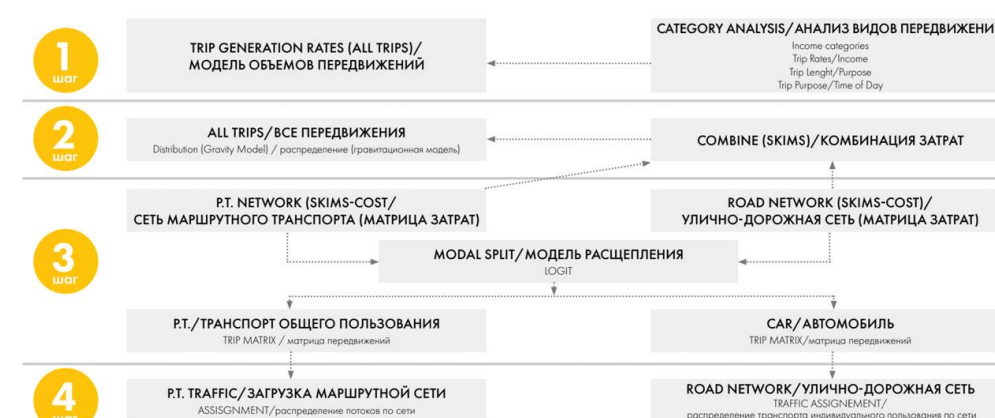 1
шаг
TRIP GENERATION RATES (ALL TRIPS)/
МОДЕЛЬ ОБЪЕМОВ ПЕРЕДВИЖЕНИЙ
CATEGORY ANALYSIS/АНАЛИЗ ВИДОВ ПЕРЕДВИЖЕНИ
Income categories
Trip Rates/Income
Trip Lenght/Purpose
Trip Purpose/Time of Day
2
шаг
ALL TRIPS/ВСЕ ПЕРЕДВИЖЕНИЯ
Distribution (Gravity Model) / распределение (гравитационная модель)
COMBINE (SKIMS)/КОМБИНАЦИЯ ЗАТРАТ
3
шаг
P.T. NETWORK (SKIMS-COST/
СЕТЬ МАРШРУТНОГО ТРАНСПОРТА (МАТРИЦА ЗАТРАТ)
ROAD NETWORK (SKIMS-COST)/
УЛИЧНО-ДОРОЖНАЯ СЕТЬ (МАТРИЦА ЗАТРАТ)
MODAL SPLIT/МОДЕЛЬ РАСЩЕПЛЕНИЯ
LOGIT
P.T./ТРАНСПОРТ ОБЩЕГО ПОЛЬЗОВАНИЯ
TRIP MATRIX / матрица передвижений
CAR/АВТОМОБИЛЬ
TRIP MATRIX/матрица передвижений
4
шаг
P.T. TRAFFIC/ЗАГРУЗКА МАРШРУТНОЙ СЕТИ
ASSISGNMENT/распределение потоков по сети
ROAD NETWORK/УЛИЧНО-ДОРОЖНАЯ СЕТЬ
TRAFFIC ASSIGNEMENT/
распределение транспорта индивидуального пользования по сети